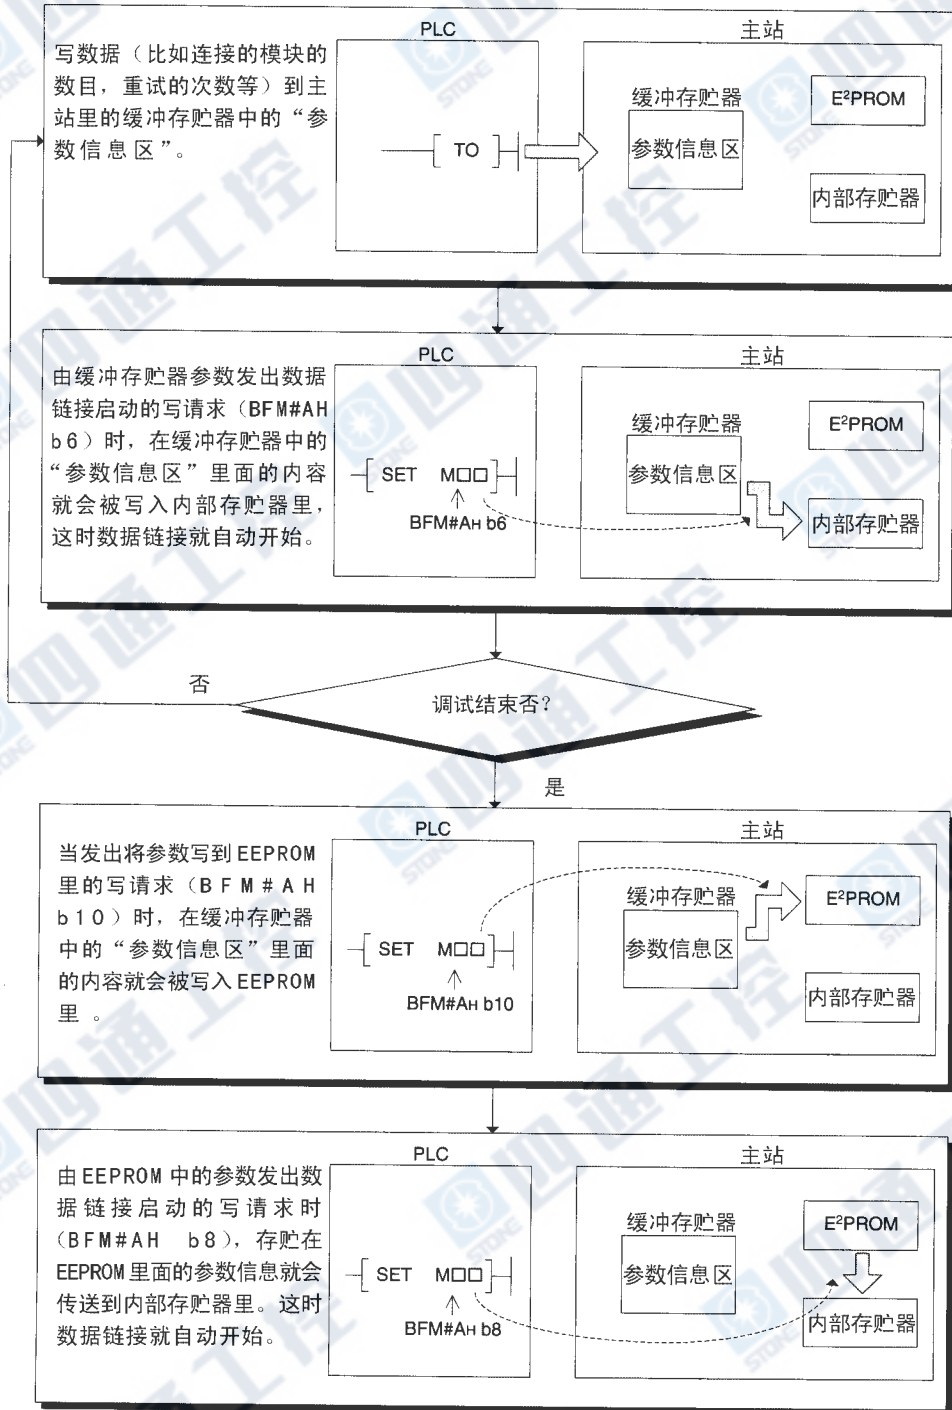 PLC
主站
写数据（比如连接的模块的
数目，重试的次数等）到主
站里的缓冲存贮器中的“参
数信息区”。
TO
缓冲存贮器
参数信息区
E²PROM
内部存贮器
PLC
主站
由缓冲存贮器参数发出数据
链接启动的写请求（BFM#AH
b6）时，在缓冲存贮器中的
“参数信息区”里面的内容
就会被写入内部存贮器里，
这时数据链接就自动开始。
SET M□□
BFM#AH b6
缓冲存贮器
参数信息区
E²PROM
内部存贮器
调试结束否？
否
是
PLC
主站
当发出将参数写到EEPROM
里的写请求（BFM#AH
b10）时，在缓冲存贮器
中的“参数信息区”里面
的内容就会被写入EEPROM
里 。
SET M□□
BFM#AH b10
缓冲存贮器
参数信息区
E²PROM
内部存贮器
PLC
主站
由EEPROM中的参数发出数
据链接启动的写请求时
(BFM#AH b8)，存贮在
EEPROM里面的参数信息就会
传送到内部存贮器里。这时
数据链接就自动开始。
SET M□□
BFM#AH b8
缓冲存贮器
参数信息区
E²PROM
内部存贮器
四通工控
STONE